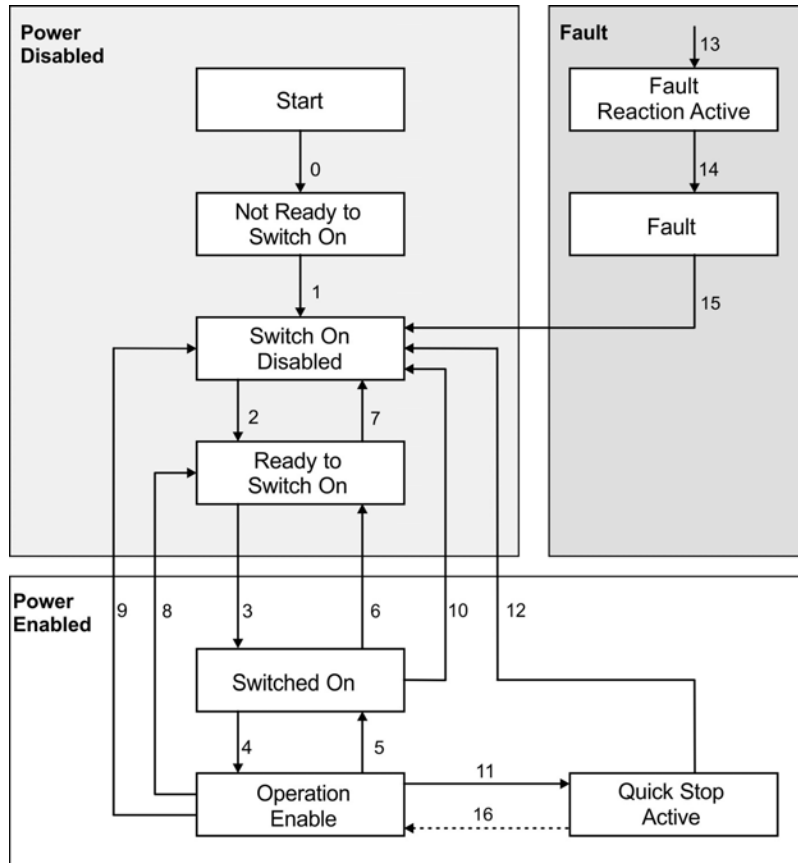 Power
Disabled
Start
0
Not Ready to
Switch On
1
Switch On
Disabled
2
7
Ready to
Switch On
Fault
13
Fault
Reaction Active
14
Fault
15
Power
Enabled
9
8
3
6
10
12
Switched On
4
5
Operation
Enable
11
16
Quick Stop
Active